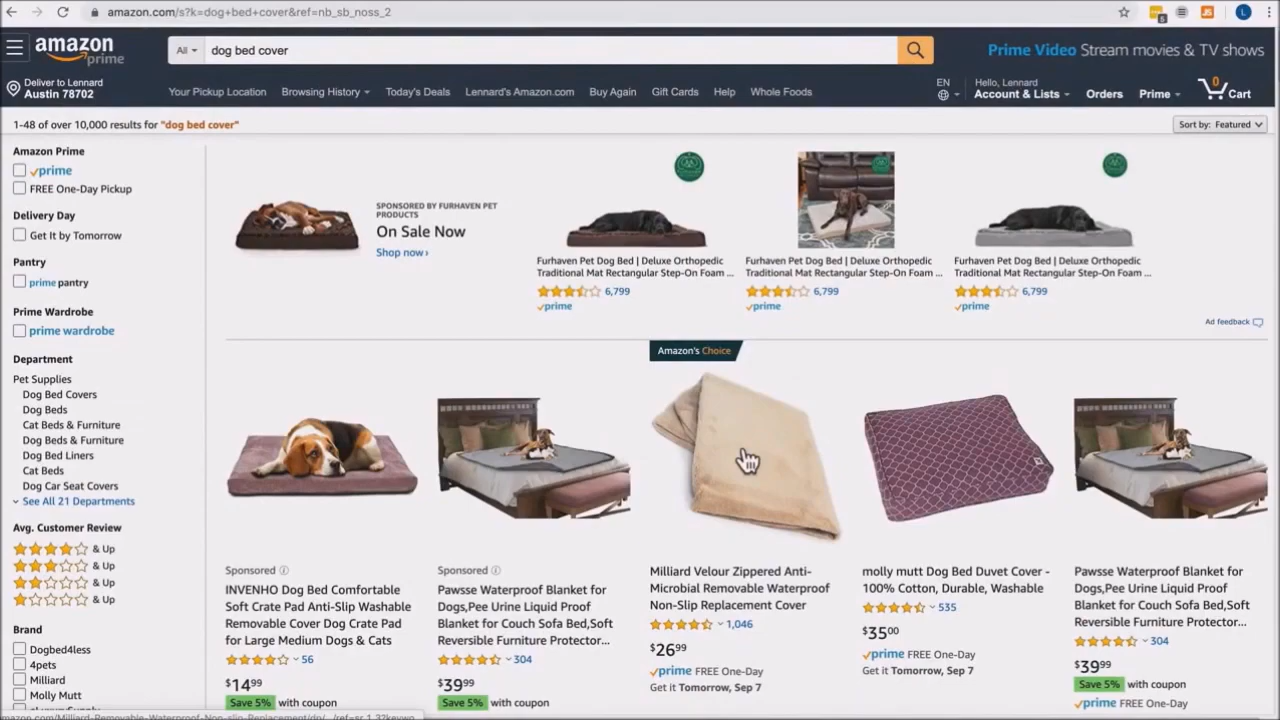 amazon.com/s?k=dog+bed+cover&ref=nb_sb_noss_2
6
L
amazon
prime
All
dog bed cover
Prime Video Stream movies & TV shows
Deliver to Lennard
Austin 78702
Your Pickup Location
Browsing History
Today's Deals
Lennard's Amazon.com
Buy Again
Gift Cards
Help
Whole Foods
EN
Hello, Lennard
Account & Lists
Orders
Prime
0
Cart
1-48 of over 10,000 results for "dog bed cover"
Sort by: Featured
Amazon Prime
prime
FREE One-Day Pickup
Delivery Day
Get It by Tomorrow
Pantry
prime pantry
Prime Wardrobe
prime wardrobe
Department
Pet Supplies
Dog Bed Covers
Dog Beds
Cat Beds & Furniture
Dog Beds & Furniture
Dog Bed Liners
Cat Beds
Dog Car Seat Covers
See All 21 Departments
Avg. Customer Review
& Up
& Up
& Up
& Up
Brand
Dogbed4less
4pets
Milliard
Molly Mutt
SPONSORED BY FURHAVEN PET
PRODUCTS
On Sale Now
Shop now ›
Furhaven Pet Dog Bed | Deluxe Orthopedic
Traditional Mat Rectangular Step-On Foam ...
6,799
prime
Furhaven Pet Dog Bed | Deluxe Orthopedic
Traditional Mat Rectangular Step-On Foam ...
6,799
prime
Furhaven Pet Dog Bed | Deluxe Orthopedic
Traditional Mat Rectangular Step-On Foam ...
6,799
prime
Ad feedback
Sponsored
INVENHO Dog Bed Comfortable
Soft Crate Pad Anti-Slip Washable
Removable Cover Dog Crate Pad
for Large Medium Dogs & Cats
56
$1499
Save 5% with coupon
Sponsored
Pawsse Waterproof Blanket for
Dogs,Pee Urine Liquid Proof
Blanket for Couch Sofa Bed,Soft
Reversible Furniture Protector...
304
$3999
Save 5% with coupon
Amazon's Choice
Milliard Velour Zippered Anti-
Microbial Removable Waterproof
Non-Slip Replacement Cover
1,046
$2699
prime FREE One-Day
Get it Tomorrow, Sep 7
molly mutt Dog Bed Duvet Cover -
100% Cotton, Durable, Washable
535
$3500
prime FREE One-Day
Get it Tomorrow, Sep 7
Pawsse Waterproof Blanket for
Dogs,Pee Urine Liquid Proof
Blanket for Couch Sofa Bed,Soft
Reversible Furniture Protector...
304
$3999
Save 5% with coupon
prime FREE One-Day